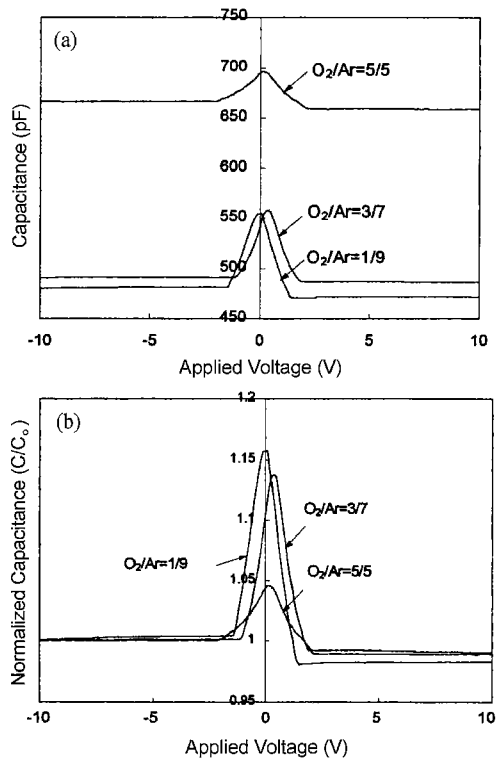 (a)
750
700
650
600
550
500
450
O₂/Ar=5/5
O₂/Ar=3/7
O₂/Ar=1/9
Capacitance (pF)
-10 -5 0 5 10
Applied Voltage (V)
(b)
1.2
1.15
1.1
1.05
1
0.95
O₂/Ar=3/7
O₂/Ar=1/9
O₂/Ar=5/5
Normalized Capacitance (C/Cₒ)
-10 -5 0 5 10
Applied Voltage (V)